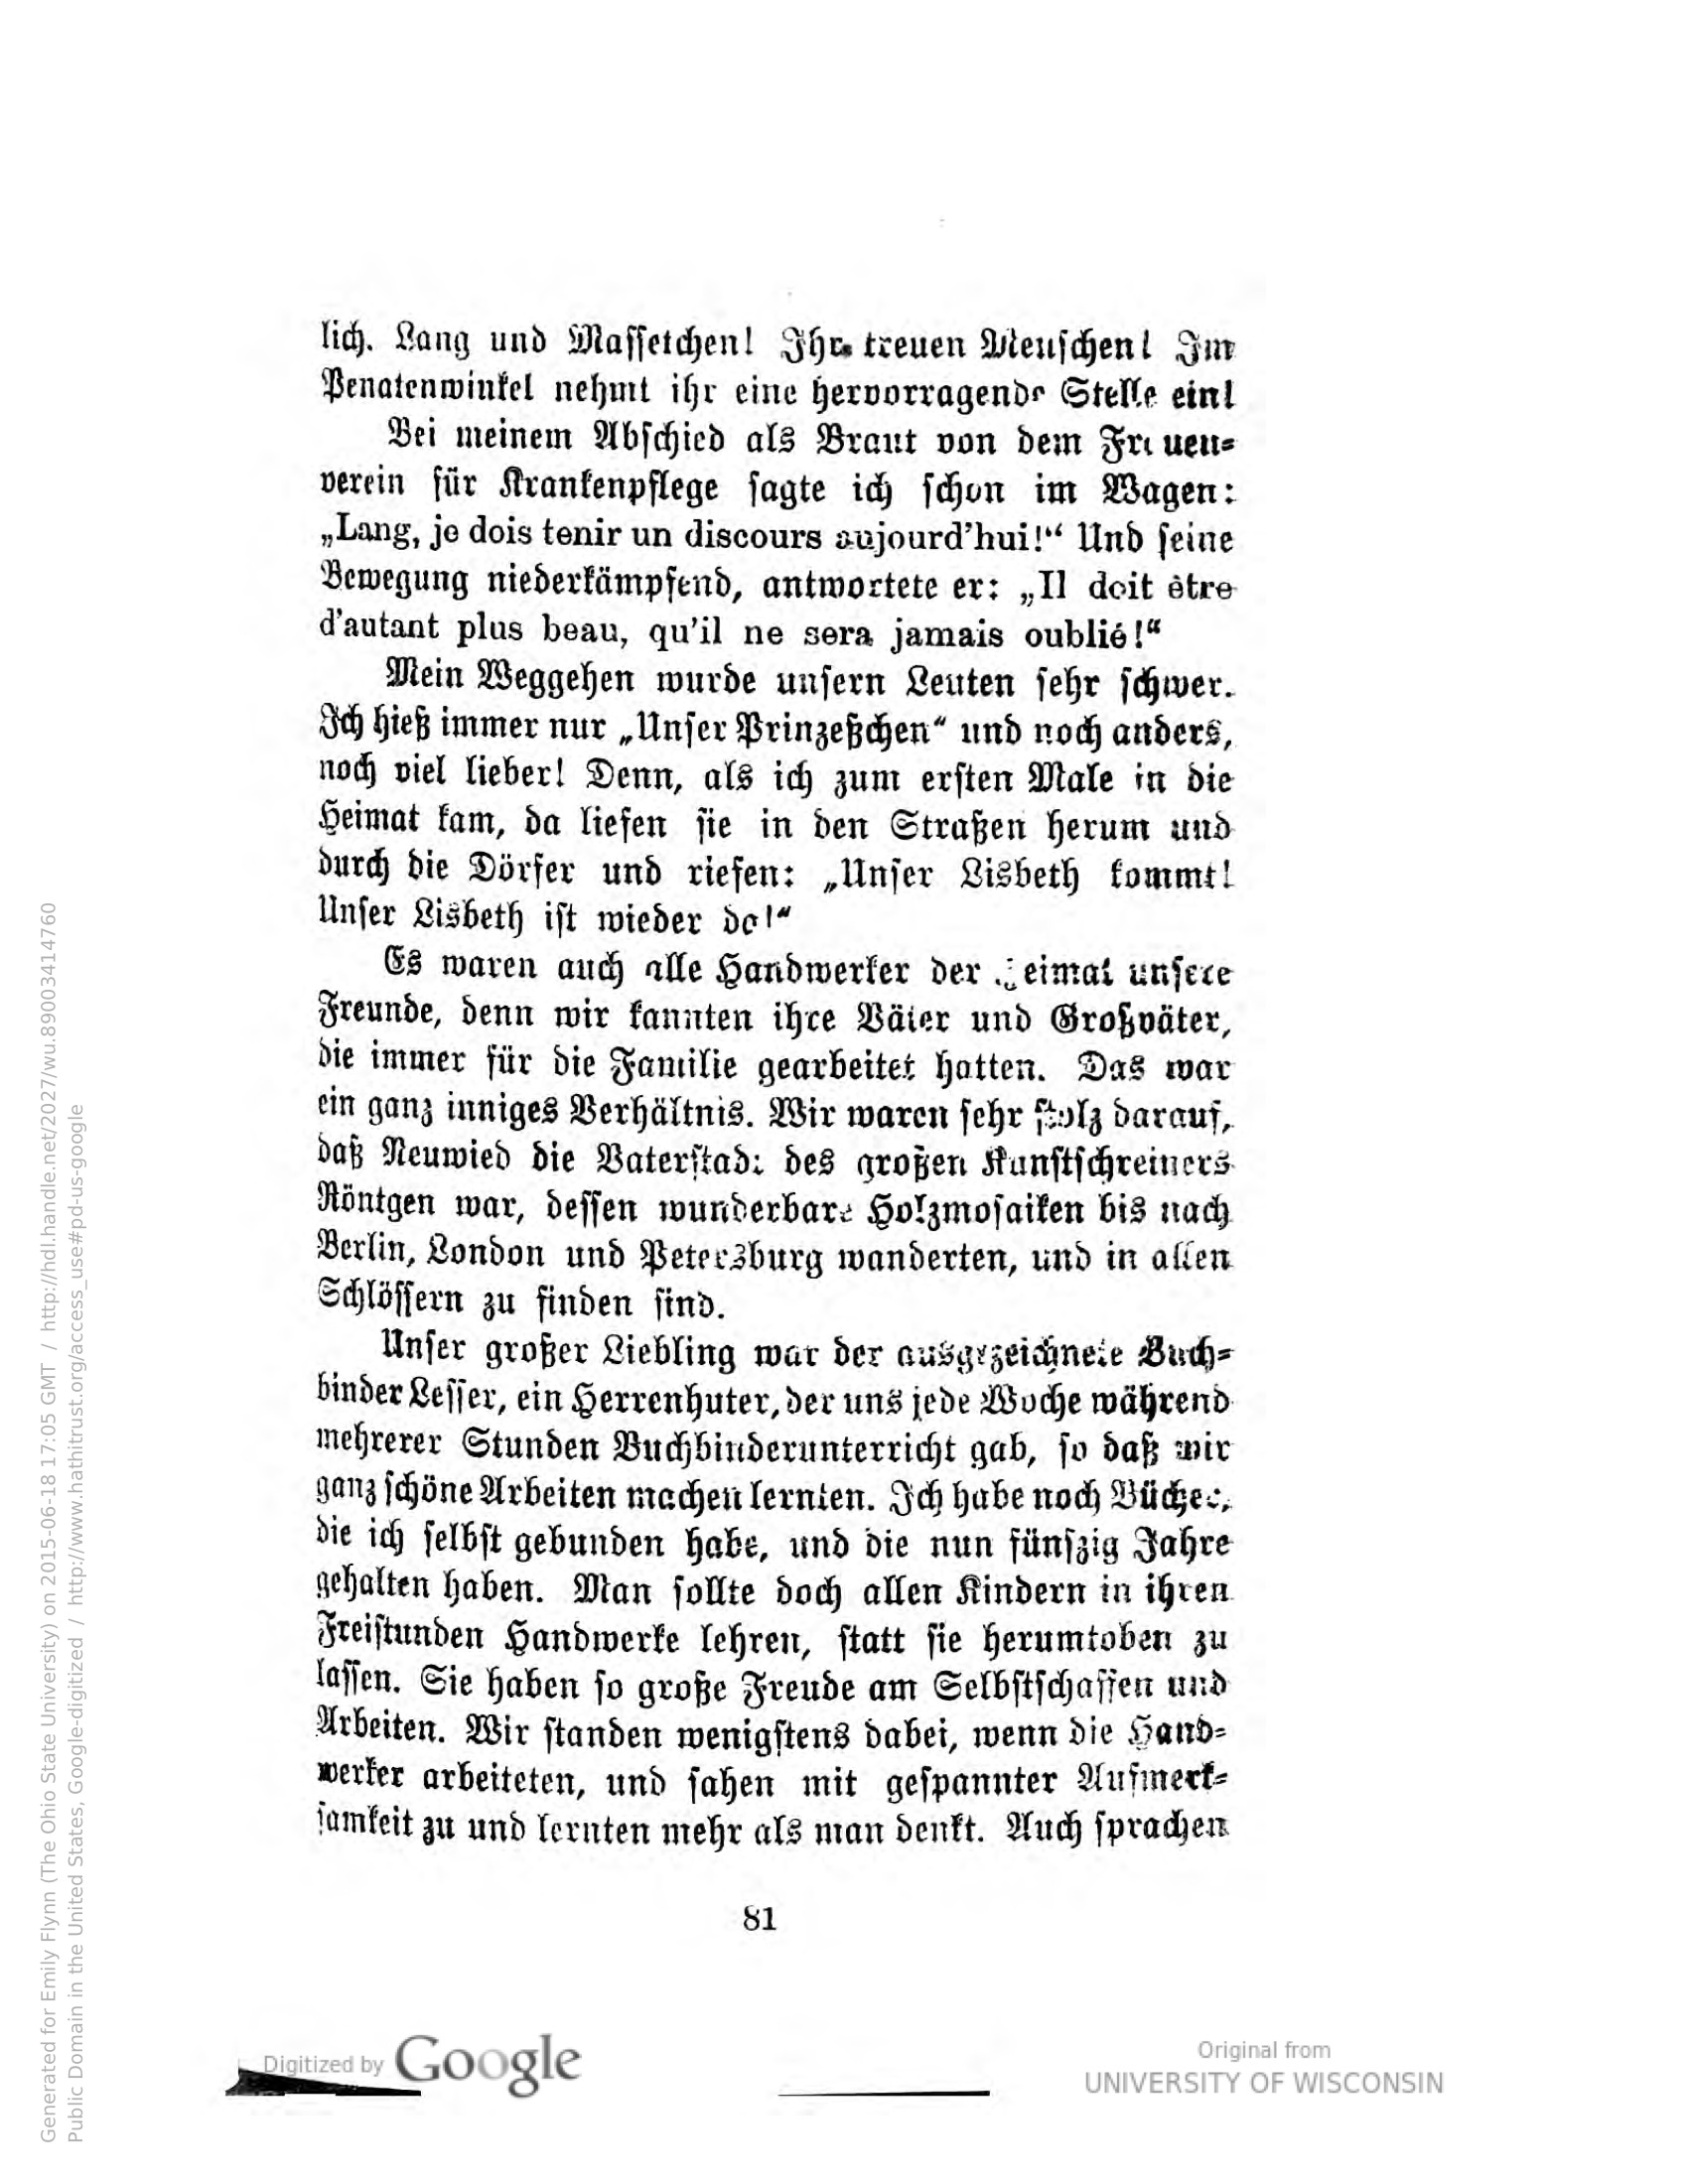 lich. Lang und Massetchen! Ihr treuen Menschen! Im
Penatenwinkel nehmt ihr eine hervorragende Stelle ein!
Bei meinem Abschied als Braut von dem Frauen-
verein für Krankenpflege sagte ich schon im Wagen:
„Lang, je dois tenir un discours aujourd'hui!“ Und seine
Bewegung niederkämpfend, antwortete er: „Il doit être
d'autant plus beau, qu'il ne sera jamais oublié!“
Mein Weggehen wurde unsern Leuten sehr schwer.
Ich hieß immer nur „Unser Prinzeßchen“ und noch anders,
noch viel lieber! Denn, als ich zum ersten Male in die
Heimat kam, da liefen sie in den Straßen herum und
durch die Dörfer und riefen: „Unser Lisbeth kommt!
Unser Lisbeth ist wieder da!“
Es waren auch alle Handwerker der Heimat unsere
Freunde, denn wir kannten ihre Väter und Großväter,
die immer für die Familie gearbeitet hatten. Das war
ein ganz inniges Verhältnis. Wir waren sehr stolz darauf,
daß Neuwied die Vaterstadt des großen Kunstschreiners
Röntgen war, dessen wunderbare Holzmosaiken bis nach
Berlin, London und Petersburg wanderten, und in allen
Schlössern zu finden sind.
Unser großer Liebling war der ausgezeichnete Buch-
binder Lesser, ein Herrenhuter, der uns jede Woche während
mehrerer Stunden Buchbinderunterricht gab, so daß wir
ganz schöne Arbeiten machen lernten. Ich habe noch Bücher,
die ich selbst gebunden habe, und die nun fünfzig Jahre
gehalten haben. Man sollte doch allen Kindern in ihren
Freistunden Handwerke lehren, statt sie herumtoben zu
lassen. Sie haben so große Freude am Selbstschaffen und
Arbeiten. Wir standen wenigstens dabei, wenn die Hand-
werker arbeiteten, und sahen mit gespannter Aufmerk-
samkeit zu und lernten mehr als man denkt. Auch sprachen
81
Digitized by Google
Original from
UNIVERSITY OF WISCONSIN
Generated for Emily Flynn (The Ohio State University) on 2015-06-18 17:05 GMT / http://hdl.handle.net/2027/wu.89003414760
Public Domain in the United States, Google-digitized / http://www.hathitrust.org/access_use#pd-us-google